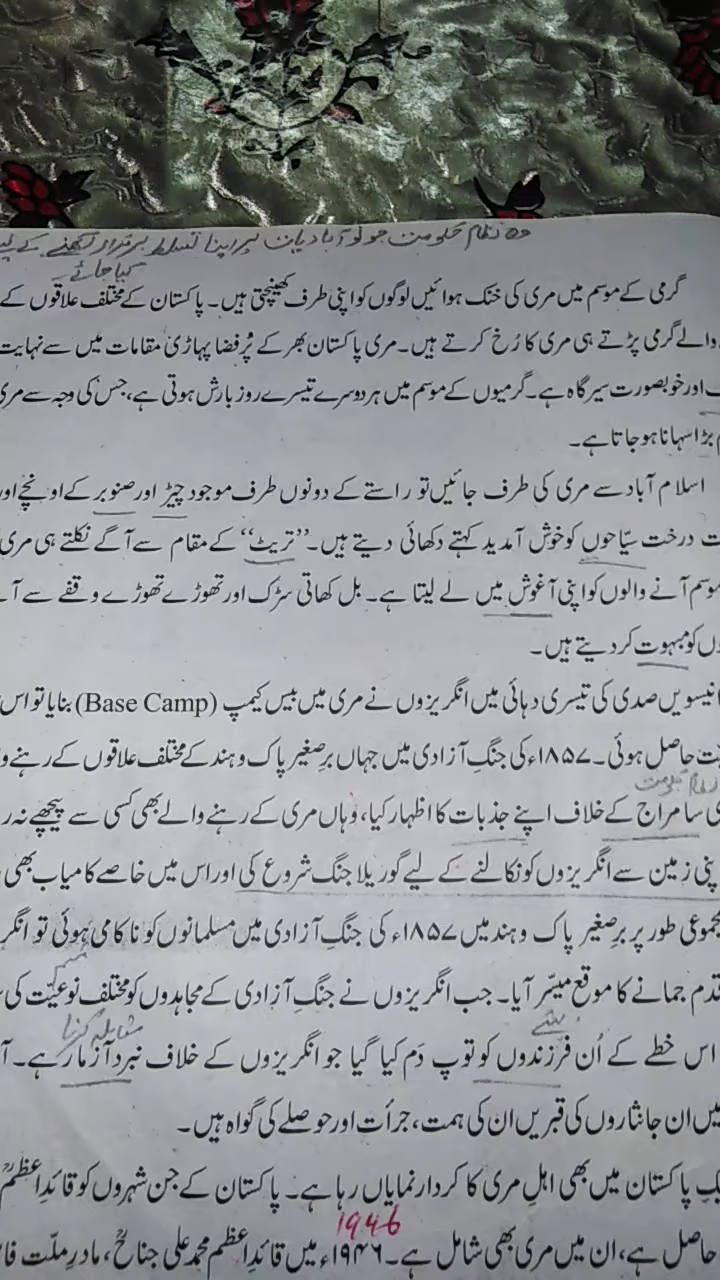 وہ نظام حکومت جو نو آبادیات پر اپنا تسلط برقرار رکھنے کے لیے
کیا جائے
گرمی کے موسم میں مری کی خنک ہوائیں لوگوں کو اپنی طرف کھینچتی ہیں۔ پاکستان کے مختلف علاقوں کے
والے گرمی پڑتے ہی مری کا رُخ کرتے ہیں۔ مری پاکستان بھر کے پُرفضا پہاڑی مقامات میں سے نہایت
اور خوبصورت سیرگاہ ہے۔ گرمیوں کے موسم میں ہر دوسرے تیسرے روز بارش ہوتی ہے، جس کی وجہ سے مری
بڑا سہانا ہو جاتا ہے۔
اسلام آباد سے مری کی طرف جائیں تو راستے کے دونوں طرف موجود چیڑ اور صنوبر کے اونچے اور
درخت سیّاحوں کو خوش آمدید کہتے دکھائی دیتے ہیں۔ ’’تریٹ‘‘ کے مقام سے آگے نکلتے ہی مری
موسم آنے والوں کو اپنی آغوش میں لے لیتا ہے۔ بل کھاتی سڑک اور تھوڑے تھوڑے وقفے سے آ
کو مبہوت کر دیتے ہیں۔
انیسویں صدی کی تیسری دہائی میں انگریزوں نے مری میں بیس کیمپ (Base Camp) بنایا تو اس
حاصل ہوئی۔ ۱۸۵۷ء کی جنگِ آزادی میں جہاں برِصغیر پاک و ہند کے مختلف علاقوں کے رہنے و
نظام حکومت
سامراج کے خلاف اپنے جذبات کا اظہار کیا، وہاں مری کے رہنے والے بھی کسی سے پیچھے نہ ر
پنی زمین سے انگریزوں کو نکالنے کے لیے گوریلا جنگ شروع کی اور اس میں خاصے کامیاب بھی
جموعی طور پر برِصغیر پاک و ہند میں ۱۸۵۷ء کی جنگِ آزادی میں مسلمانوں کو ناکامی ہوئی تو انگر
قدم جمانے کا موقع میسّر آیا۔ جب انگریزوں نے جنگِ آزادی کے مجاہدوں کو مختلف نوعیّت کی
بیٹے مقابلہ کرنا
اس خطے کے اُن فرزندوں کو توپ دَم کیا گیا جو انگریزوں کے خلاف نبرد آزما رہے۔ آ
میں ان جانثاروں کی قبریں ان کی ہمت، جرأت اور حوصلے کی گواہ ہیں۔
پاکستان میں بھی اہلِ مری کا کردار نمایاں رہا ہے۔ پاکستان کے جن شہروں کو قائدِ اعظمؒ
1946
حاصل ہے، ان میں مری بھی شامل ہے۔ ۱۹۴۶ء میں قائدِ اعظم محمد علی جناحؒ، مادرِ ملّت فا